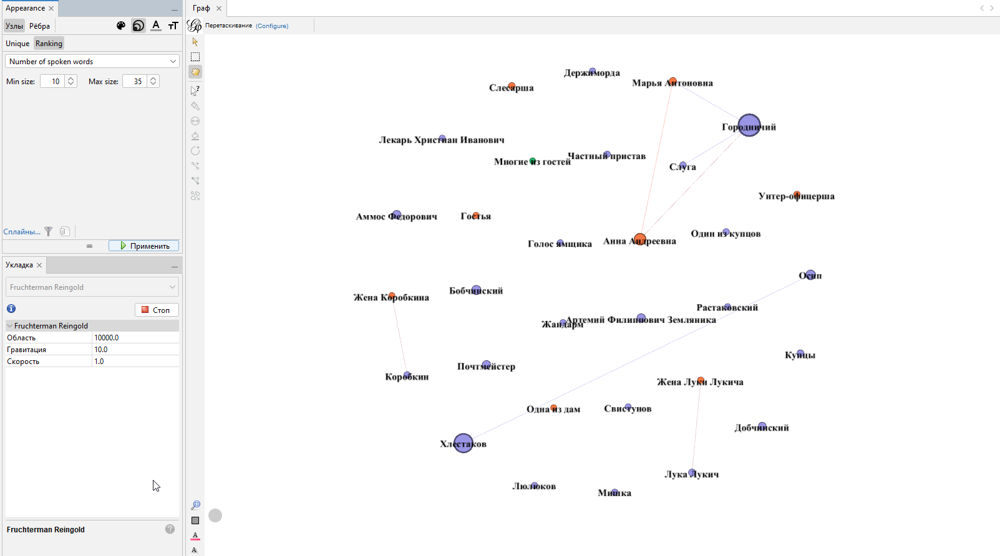 Appearance
Узлы Рёбра
Unique Ranking
Number of spoken words
Min size: 10 Max size: 35
Сплайны...
Применить
Укладка
Fruchterman Reingold
Стоп
Fruchterman Reingold
Область 10000.0
Гравитация 10.0
Скорость 1.0
Fruchterman Reingold
Граф
Перетаскивание (Configure)
Держиморда
Марья Антоновна
Слесарша
Городничий
Лекарь Христиан Иванович
Частный пристав
Многие из гостей
Слуга
Унтер-офицерша
Аммос Федорович
Гостья
Один из купцов
Анна Андреевна
Голос ямщика
Осип
Бобчинский
Жена Коробкина
Растаковский
Артемий Филиппович Земляника
Жандарм
Купцы
Почтмейстер
Коробкин
Жена Луки Лукича
Одна из дам
Свистунов
Добчинский
Хлестаков
Лука Лукич
Люлюков
Мишка